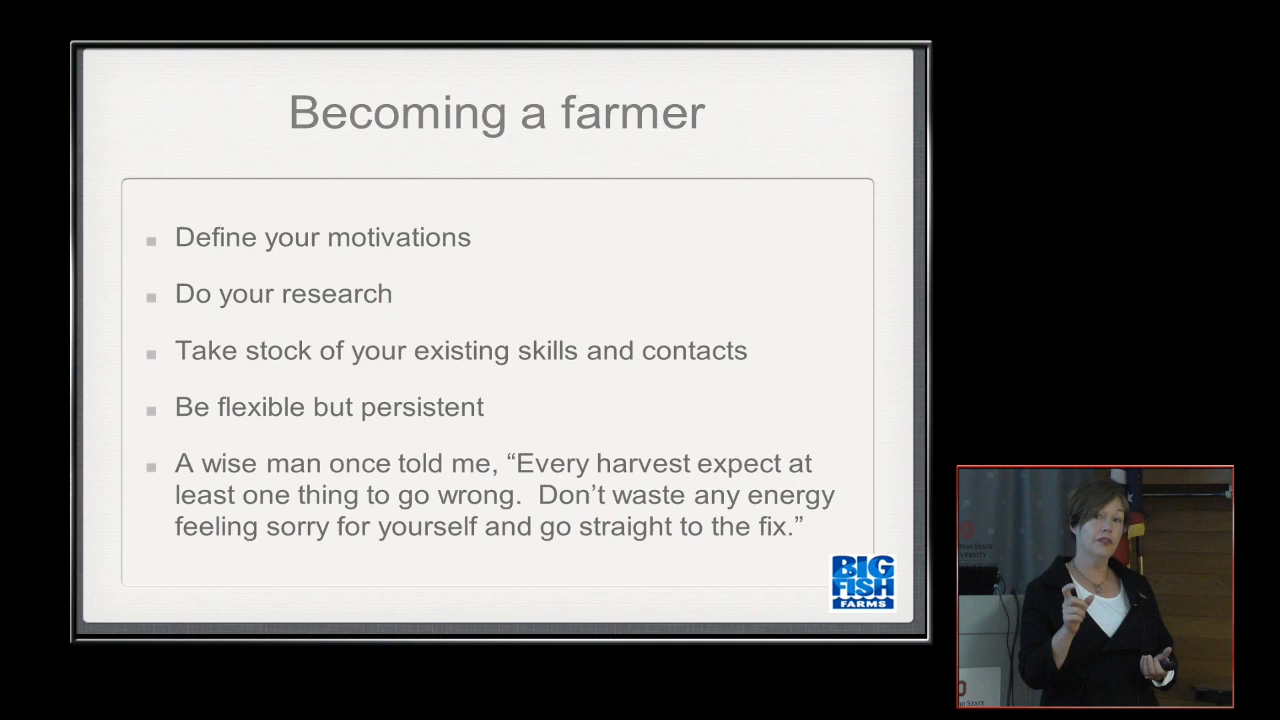 Becoming a farmer
Define your motivations
Do your research
Take stock of your existing skills and contacts
Be flexible but persistent
A wise man once told me, “Every harvest expect at
least one thing to go wrong.  Don’t waste any energy
feeling sorry for yourself and go straight to the fix.”
BIG
FISH
FARMS